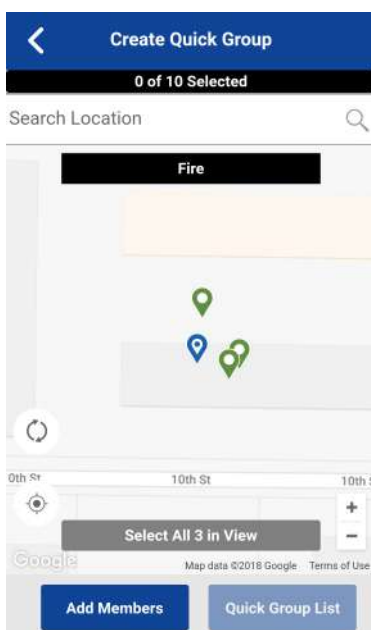 Create Quick Group
0 of 10 Selected
Search Location
Fire
0th St 10th St 10th S
+
Select All 3 in View
−
Google Map data ©2018 Google Terms of Use
Add Members Quick Group List